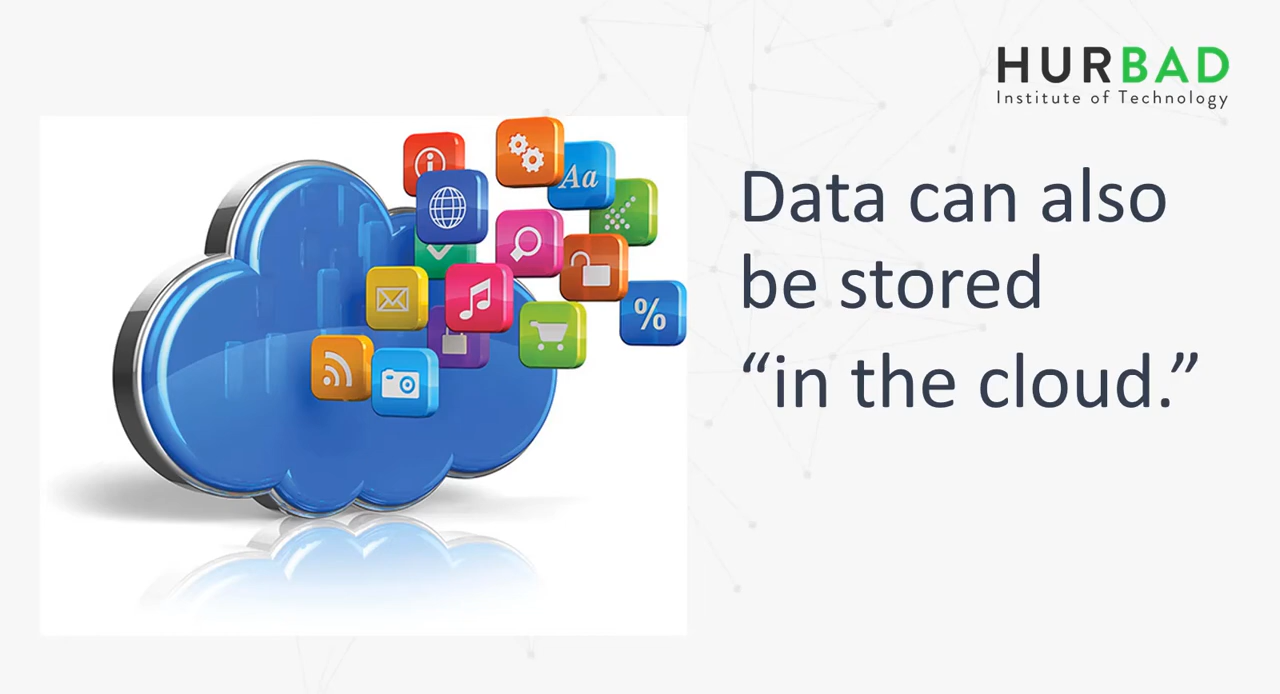 HURBAD
Institute of Technology
Data can also
be stored
“in the cloud.”
Aa
%